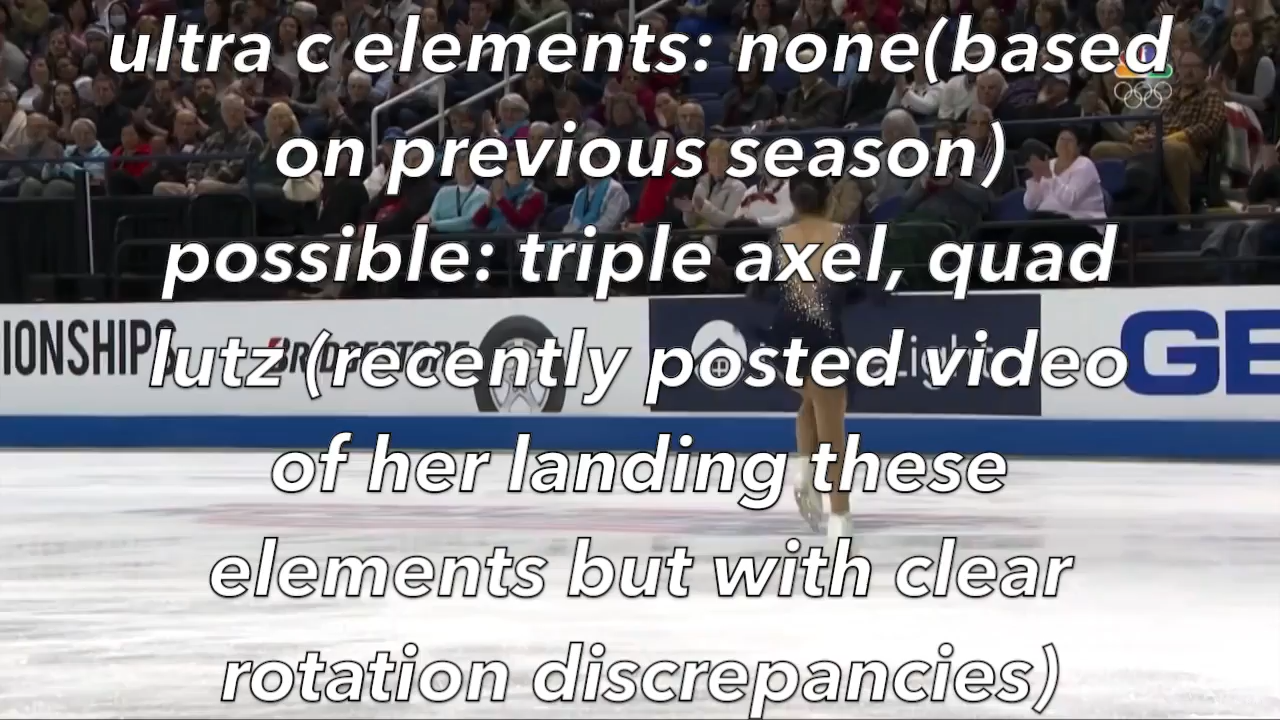 ultra c elements: none(based
on previous season)
possible: triple axel, quad
lutz (recently posted video
of her landing these
elements but with clear
rotation discrepancies)
IONSHIPS
BRIDGESTONE
GE